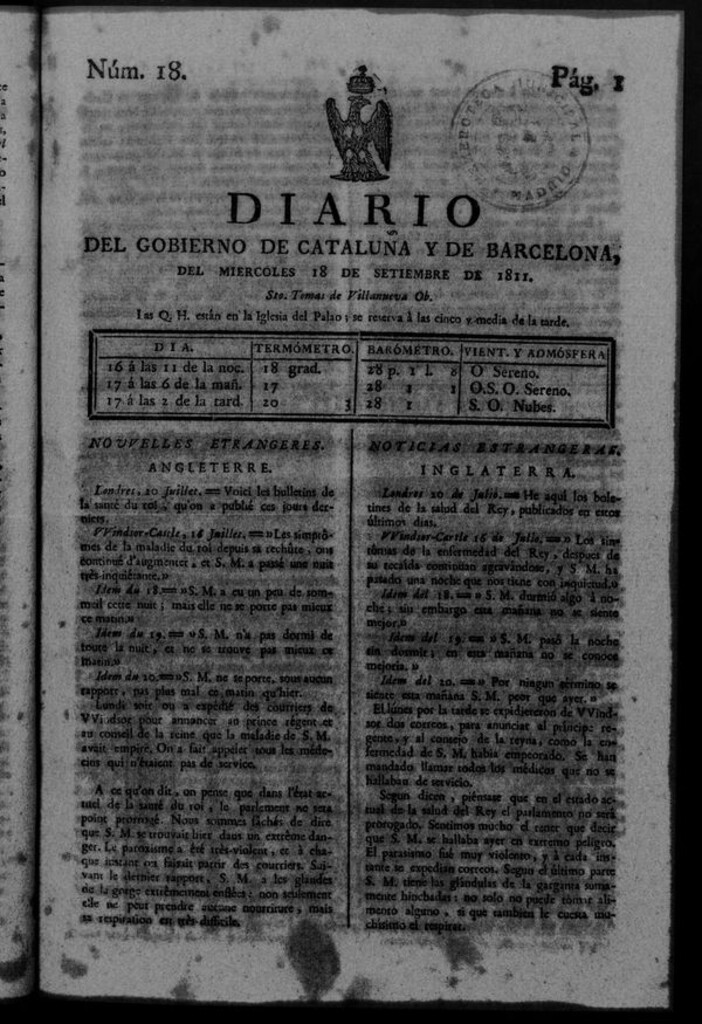 Núm. 18.
Pág. 1
HEMEROTECA MUNICIPAL
MADRID
DIARIO
DEL GOBIERNO DE CATALUÑA Y DE BARCELONA,
DEL MIERCOLES 18 DE SETIEMBRE DE 1811.
Sto. Tomas de Villanueva Ob.
Las Q. H. están en la Iglesia del Palao; se reserva á las cinco y media de la tarde.
DIA. TERMÓMETRO. BARÓMETRO. VIENT. Y ADMÓSFERA
16 á las 11 de la noc. 18 grad. 28 p. 1 l. 8 O Sereno.
17 á las 6 de la mañ. 17 28 1 1 O.S.O. Sereno.
17 á las 2 de la tard. 20 3 28 1 S. O. Nubes.
NOUVELLES ETRANGERES.
ANGLETERRE.
Londres, 20 Juillet. = Voici les bulletins de
la santé du roi, qu'on a publié ces jours der-
niers.
VVindsor-Castle, 16 Juillet. = »Les simptô-
mes de la maladie du roi depuis sa rechûte, ont
continué d'augmenter, et S. M. a passé une nuit
très-inquiétante.»
Idem du 18. = »S. M. a eu un peu de som-
meil cette nuit; mais elle ne se porte pas mieux
ce matin.»
Idem du 19. = »S. M. n'a pas dormi de
toute la nuit, et ne se trouve pas mieux ce
matin.»
Idem du 20. = »S. M. ne se porte, sous aucun
rapport, pas plus mal ce matin qu'hier.
Lundi soir on a expédié des courriers de
VVindsor pour annoncer au prince régent et
au conseil de la reine que la maladie de S. M.
avait empiré. On a fait appeler tous les méde-
cins qui n'étaient pas de service.
A ce qu'on dit, on pense que dans l'état ac-
tuel de la santé du roi, le parlement ne sera
point prorogé. Nous sommes fâchés de dire
que S. M. se trouvait hier dans un extrême dan-
ger. Le paroxisme a été très-violent, et à cha-
que instant on faisait partir des courriers. Sui-
vant le dernier rapport, S. M. a les glandes
de la gorge extrêmement enflées: non seulement
elle ne peut prendre aucune nourriture, mais
sa respiration est très-difficile.
NOTICIAS ESTRANGERAS.
INGLATERRA.
Londres 20 de Julio. = He aquí los bole-
tines de la salud del Rey, publicados en estos
últimos dias.
VVindsor-Castle 16 de Julio. = » Los sín-
tomas de la enfermedad del Rey, despues de
su recaida continúan agravándose, y S. M. ha
pasado una noche que nos tiene con inquietud.»
Idem del 18. = »S. M. durmió algo á no-
che; sin embargo esta mañana no se siente
mejor.»
Idem del 19. = » S. M. pasó la noche
sin dormir; en esta mañana no se conoce
mejoría.»
Idem del 20. = » Por ningun término se
siente esta mañana S. M. peor que ayer.»
El lúnes por la tarde se expidieron de VVind-
sor dos correos, para anunciar al principe re-
gente, y al consejo de la reyna, como la en-
fermedad de S. M. habia empeorado. Se han
mandado llamar todos los médicos que no se
hallaban de servicio.
Segun dicen, piénsase que en el estado ac-
tual de la salud del Rey el parlamento no será
prorogado. Sentimos mucho el tener que decir
que S. M. se hallaba ayer en extremo peligro.
El parasismo fué muy violento, y á cada ins-
tante se expedian correos. Segun el último parte
S. M. tiene las glándulas de la garganta suma-
mente hinchadas: no solo no puede tomar ali-
mento alguno, si que tambien le cuesta mu-
chísimo el respirar.